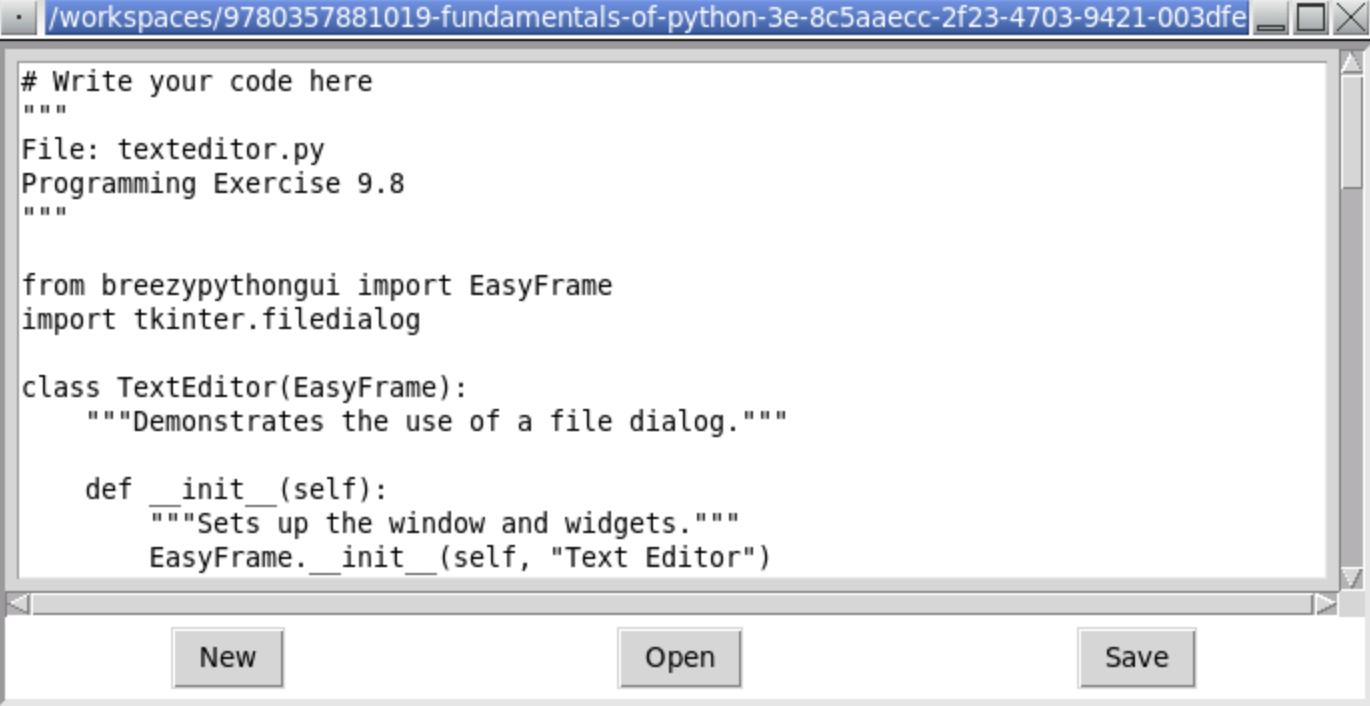 /workspaces/9780357881019-fundamentals-of-python-3e-8c5aaecc-2f23-4703-9421-003dfe
# Write your code here
"""
File: texteditor.py
Programming Exercise 9.8
"""
from breezypythongui import EasyFrame
import tkinter.filedialog
class TextEditor(EasyFrame):
    """Demonstrates the use of a file dialog."""
    def __init__(self):
        """Sets up the window and widgets."""
        EasyFrame.__init__(self, "Text Editor")
New
Open
Save